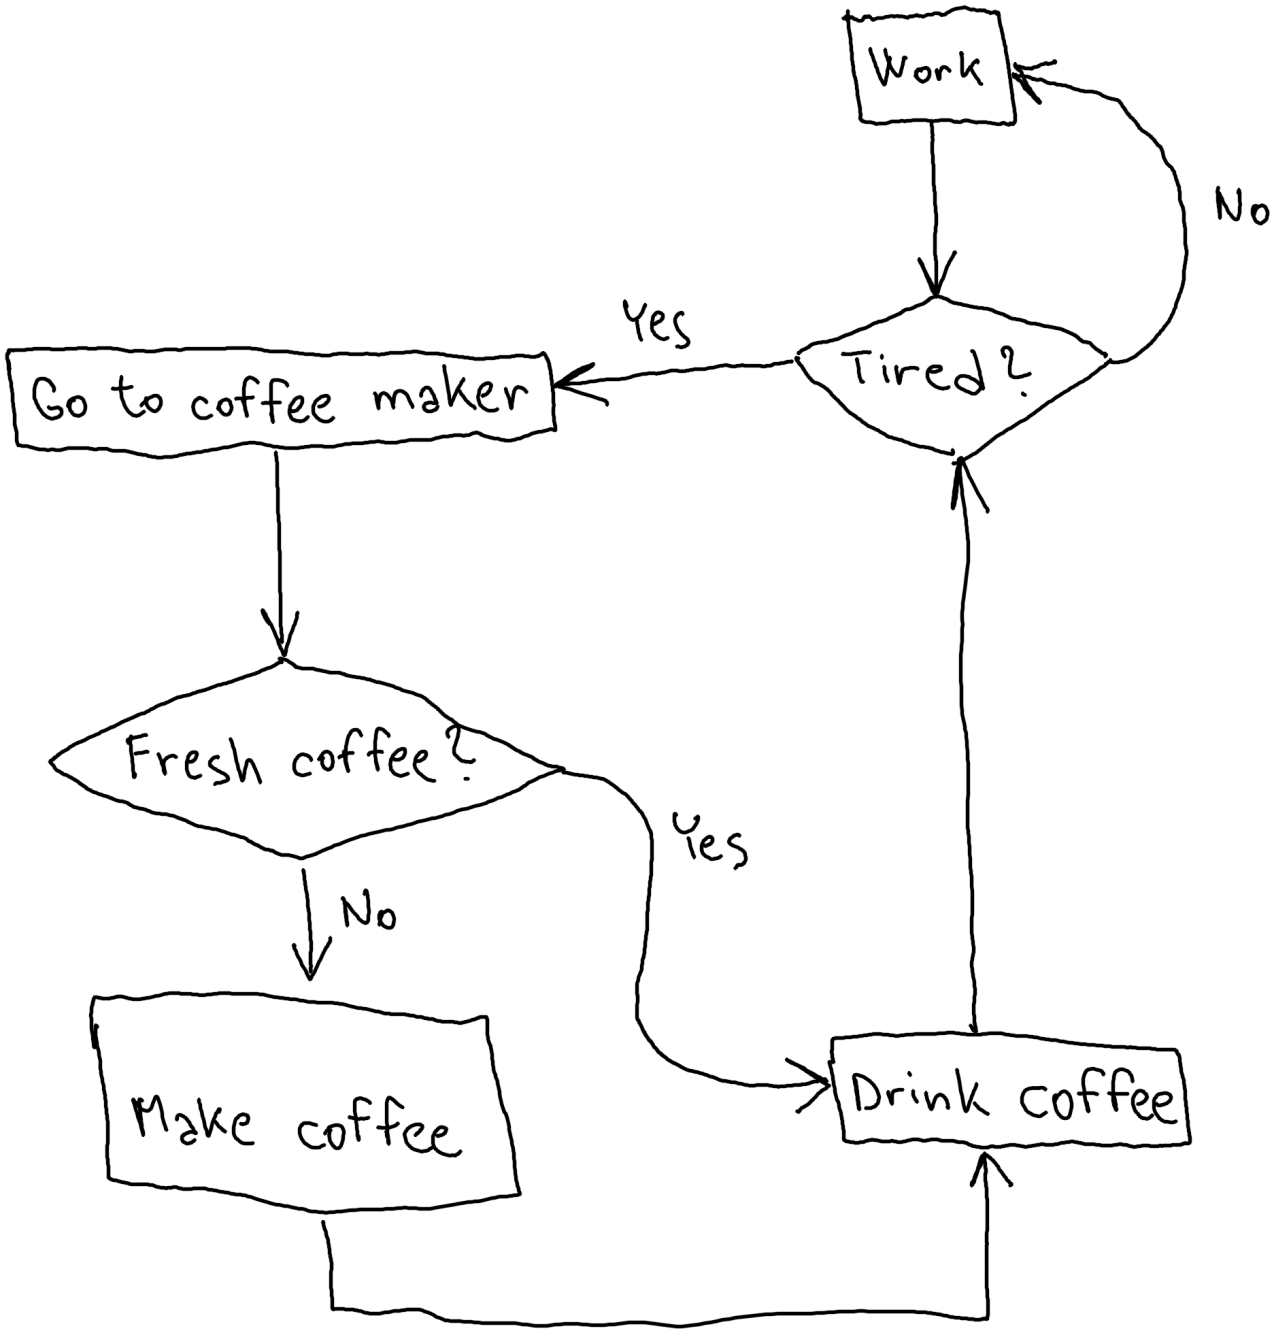 Work
No
Yes
Tired?
Go to coffee maker
Fresh coffee?
Yes
No
Make coffee
Drink coffee